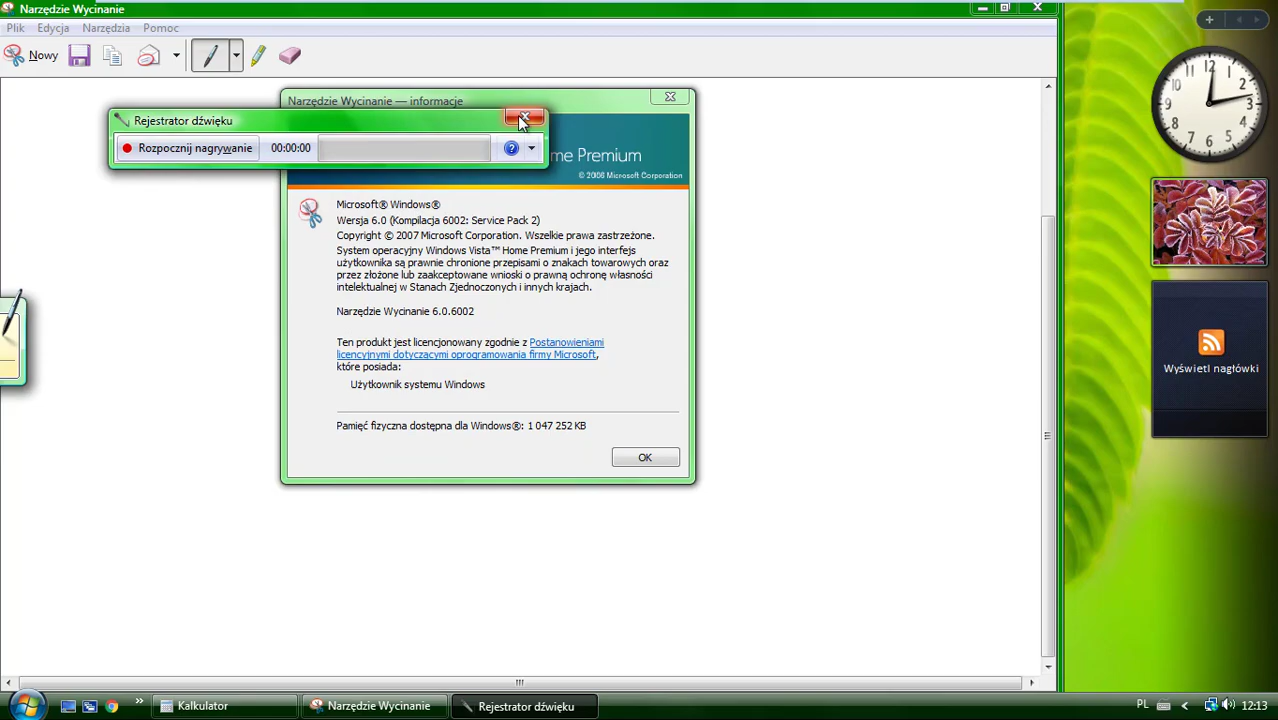 Narzędzie Wycinanie
Plik Edycja Narzędzia Pomoc
Nowy
Narzędzie Wycinanie — informacje
Rejestrator dźwięku
Rozpocznij nagrywanie 00:00:00
me Premium
© 2006 Microsoft Corporation
Microsoft® Windows®
Wersja 6.0 (Kompilacja 6002: Service Pack 2)
Copyright © 2007 Microsoft Corporation. Wszelkie prawa zastrzeżone.
System operacyjny Windows Vista™ Home Premium i jego interfejs
użytkownika są prawnie chronione przepisami o znakach towarowych oraz
przez złożone lub zaakceptowane wnioski o prawną ochronę własności
intelektualnej w Stanach Zjednoczonych i innych krajach.
Narzędzie Wycinanie 6.0.6002
Ten produkt jest licencjonowany zgodnie z Postanowieniami
licencyjnymi dotyczącymi oprogramowania firmy Microsoft,
które posiada:
Użytkownik systemu Windows
Pamięć fizyczna dostępna dla Windows®: 1 047 252 KB
OK
12
3
6
9
Wyświetl nagłówki
Kalkulator Narzędzie Wycinanie Rejestrator dźwięku PL 12:13